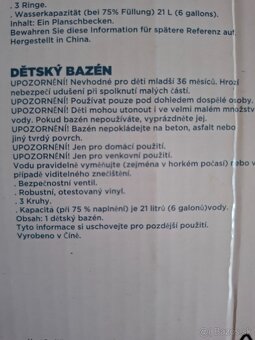 . 3 Ringe.
. Wasserkapazität (bei 75% Füllung) 21 L (6 gallons).
Inhalt: Ein Planschbecken.
Bewahren Sie diese Information für spätere Referenz auf.
Hergestellt in China.
DĚTSKÝ BAZÉN
UPOZORNĚNÍ! Nevhodné pro děti mladší 36 měsíců. Hrozí
nebezpečí udušení při spolknutí malých částí.
UPOZORNĚNÍ! Používat pouze pod dohledem dospělé osoby.
UPOZORNĚNÍ! Děti mohou utonout i ve velmi malém množství
vody. Pokud bazén nepoužíváte, vyprázdněte jej.
UPOZORNĚNÍ! Bazén nepokládejte na beton, asfalt nebo
jiný tvrdý povrch.
UPOZORNĚNÍ! Jen pro domácí použití.
UPOZORNĚNÍ! Jen pro venkovní použití.
Vodu pravidelně vyměňujte (zejména v horkém počasí) nebo v
případě viditelného znečištění.
. Bezpečnostní ventil.
. Robustní, otestovaný vinyl.
. 3 Kruhy.
. Kapacita (při 75 % naplnění) je 21 litrů (6 galonů)vody.
Obsah: 1 dětský bazén.
Tyto informace si uschovejte pro pozdější použití.
Vyrobeno v Číně.